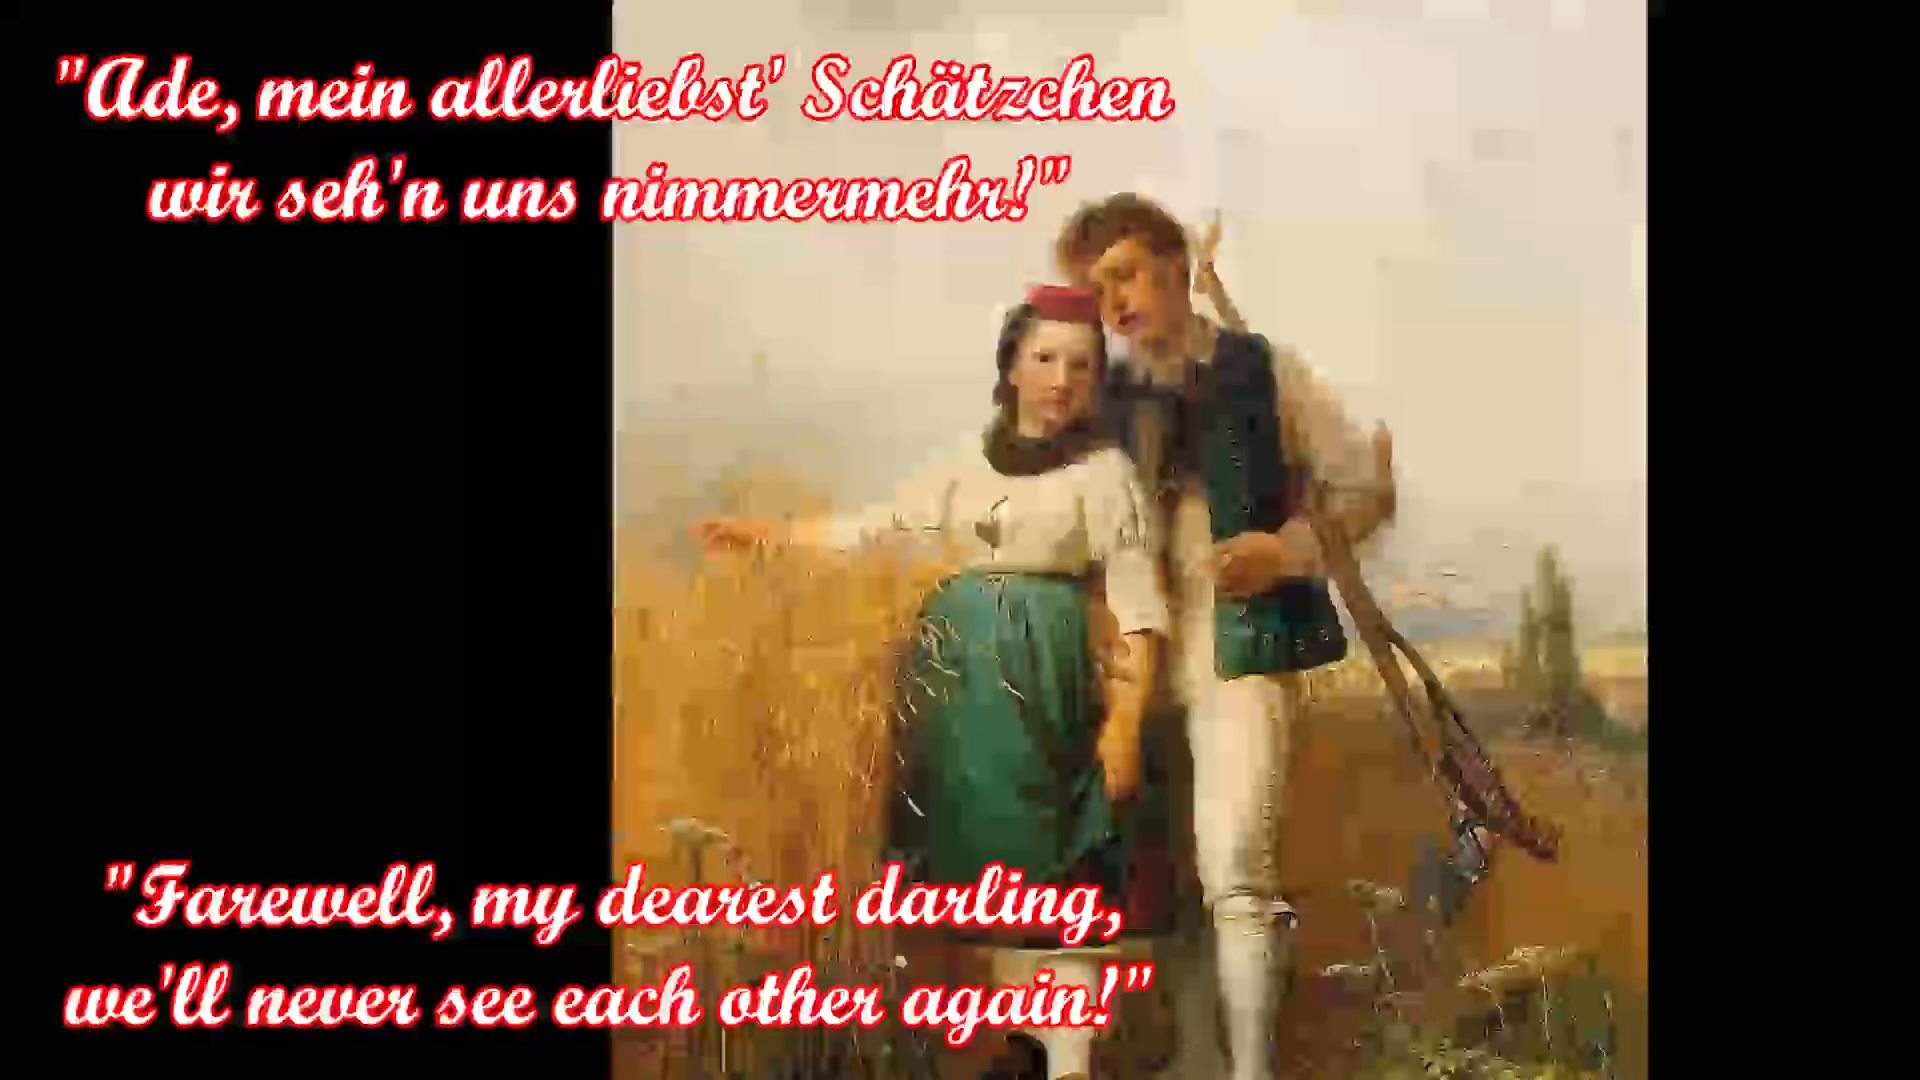 "Ade, mein allerliebst' Schätzchen
wir seh'n uns nimmermehr!"
"Farewell, my dearest darling,
we'll never see each other again!"